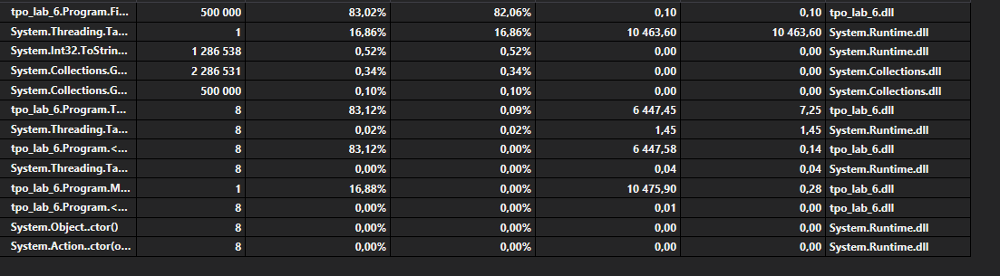 tpo_lab_6.Program.Fi... 500 000 83,02% 82,06% 0,10 0,10 tpo_lab_6.dll
System.Threading.Ta... 1 16,86% 16,86% 10 463,60 10 463,60 System.Runtime.dll
System.Int32.ToStrin... 1 286 538 0,52% 0,52% 0,00 0,00 System.Runtime.dll
System.Collections.G... 2 286 531 0,34% 0,34% 0,00 0,00 System.Collections.dll
System.Collections.G... 500 000 0,10% 0,10% 0,00 0,00 System.Collections.dll
tpo_lab_6.Program.T... 8 83,12% 0,09% 6 447,45 7,25 tpo_lab_6.dll
System.Threading.Ta... 8 0,02% 0,02% 1,45 1,45 System.Runtime.dll
tpo_lab_6.Program.<... 8 83,12% 0,00% 6 447,58 0,14 tpo_lab_6.dll
System.Threading.Ta... 8 0,00% 0,00% 0,04 0,04 System.Runtime.dll
tpo_lab_6.Program.M... 1 16,88% 0,00% 10 475,90 0,28 tpo_lab_6.dll
tpo_lab_6.Program.<... 8 0,00% 0,00% 0,01 0,00 tpo_lab_6.dll
System.Object..ctor() 8 0,00% 0,00% 0,00 0,00 System.Runtime.dll
System.Action..ctor(o... 8 0,00% 0,00% 0,00 0,00 System.Runtime.dll